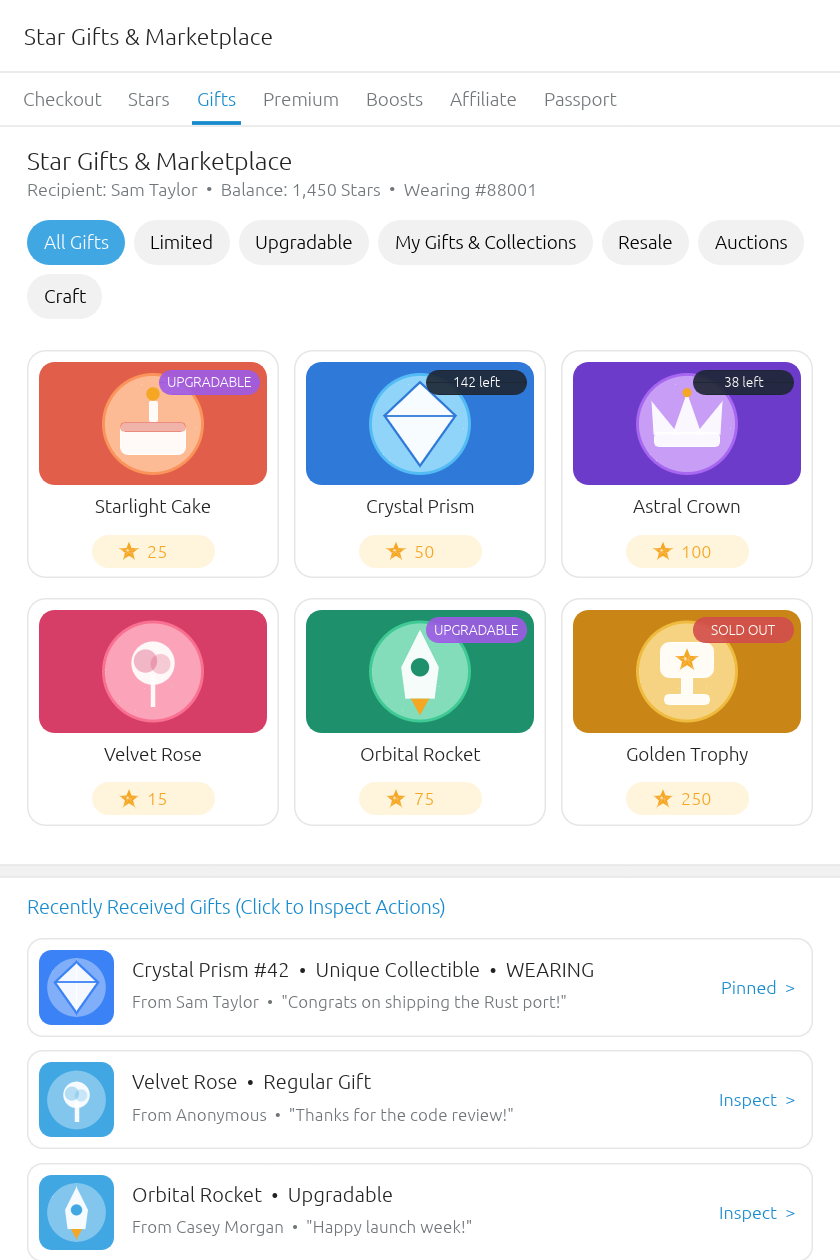 Star Gifts & Marketplace
Checkout Stars Gifts Premium Boosts Affiliate Passport
Star Gifts & Marketplace
Recipient: Sam Taylor • Balance: 1,450 Stars • Wearing #88001
All Gifts Limited Upgradable My Gifts & Collections Resale Auctions
Craft
UPGRADABLE 142 left 38 left
Starlight Cake Crystal Prism Astral Crown
25 50 100
UPGRADABLE SOLD OUT
Velvet Rose Orbital Rocket Golden Trophy
15 75 250
Recently Received Gifts (Click to Inspect Actions)
Crystal Prism #42 • Unique Collectible • WEARING
Pinned >
From Sam Taylor • "Congrats on shipping the Rust port!"
Velvet Rose • Regular Gift
Inspect >
From Anonymous • "Thanks for the code review!"
Orbital Rocket • Upgradable
Inspect >
From Casey Morgan • "Happy launch week!"